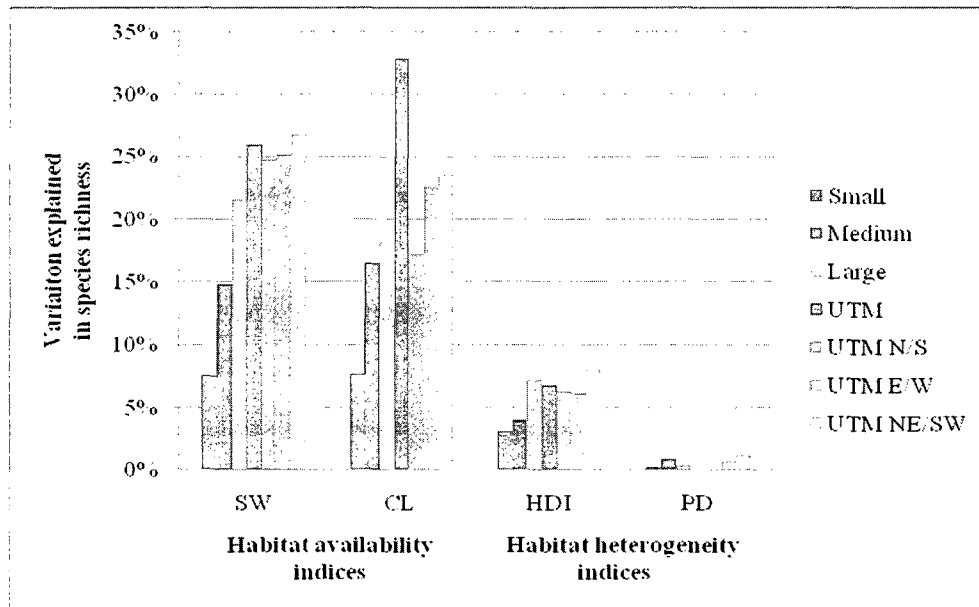 35%
30%
25%
20%
15%
10%
5%
0%
Variaiton explained
in species richness
SW
CL
HDI
PD
Habitat availability
indices
Habitat heterogeneity
indices
Small
Medium
Large
UTM
UTM N/S
UTM E/W
UTM NE/SW